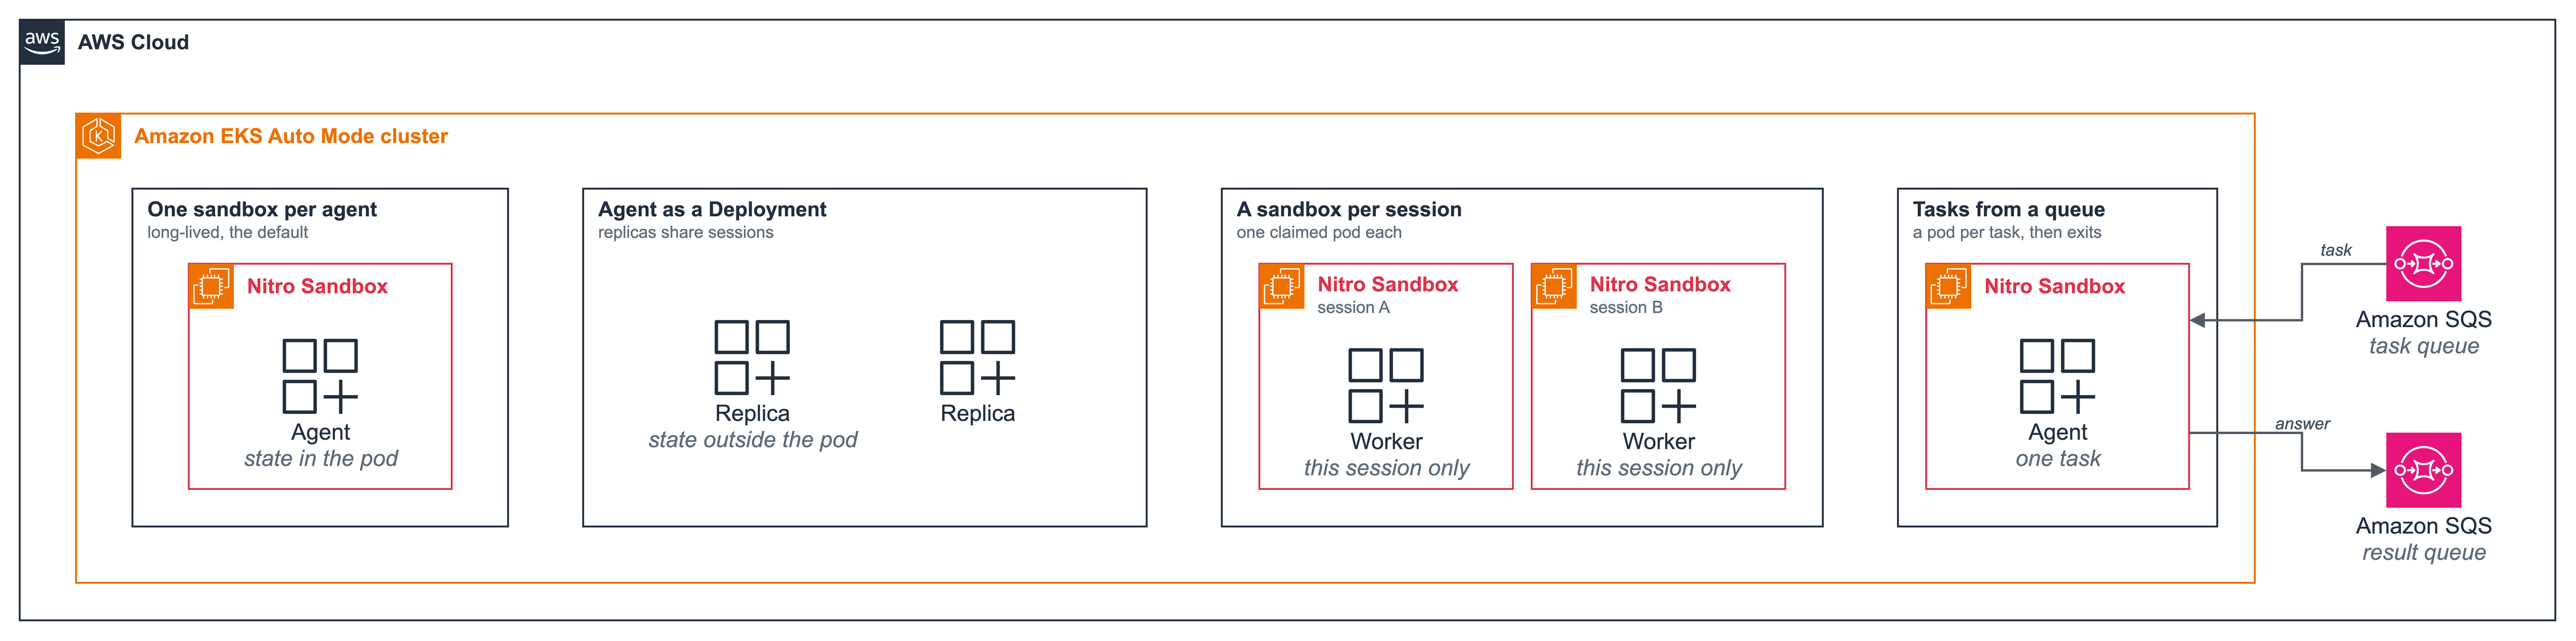 aws
AWS Cloud
Amazon EKS Auto Mode cluster
One sandbox per agent
long-lived, the default
Nitro Sandbox
Agent
state in the pod
Agent as a Deployment
replicas share sessions
Replica
state outside the pod
Replica
A sandbox per session
one claimed pod each
Nitro Sandbox
session A
Worker
this session only
Nitro Sandbox
session B
Worker
this session only
Tasks from a queue
a pod per task, then exits
Nitro Sandbox
Agent
one task
task
Amazon SQS
task queue
answer
Amazon SQS
result queue